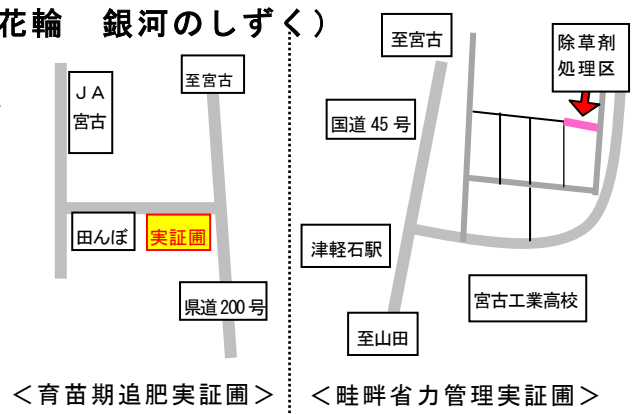 花輪　銀河のしずく）
ＪＡ
宮古
至宮古
田んぼ
実証圃
県道200号
＜育苗期追肥実証圃＞
至宮古
除草剤
処理区
国道45号
津軽石駅
宮古工業高校
至山田
＜畦畔省力管理実証圃＞